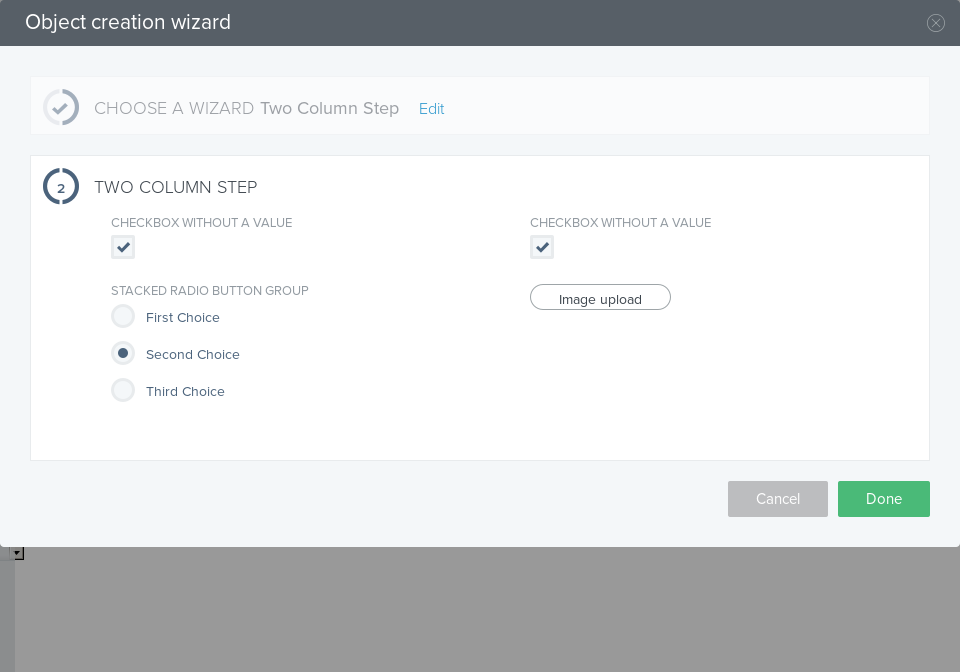 Object creation wizard
CHOOSE A WIZARD Two Column Step Edit
2 TWO COLUMN STEP
CHECKBOX WITHOUT A VALUE
CHECKBOX WITHOUT A VALUE
STACKED RADIO BUTTON GROUP
First Choice
Second Choice
Third Choice
Image upload
Cancel
Done